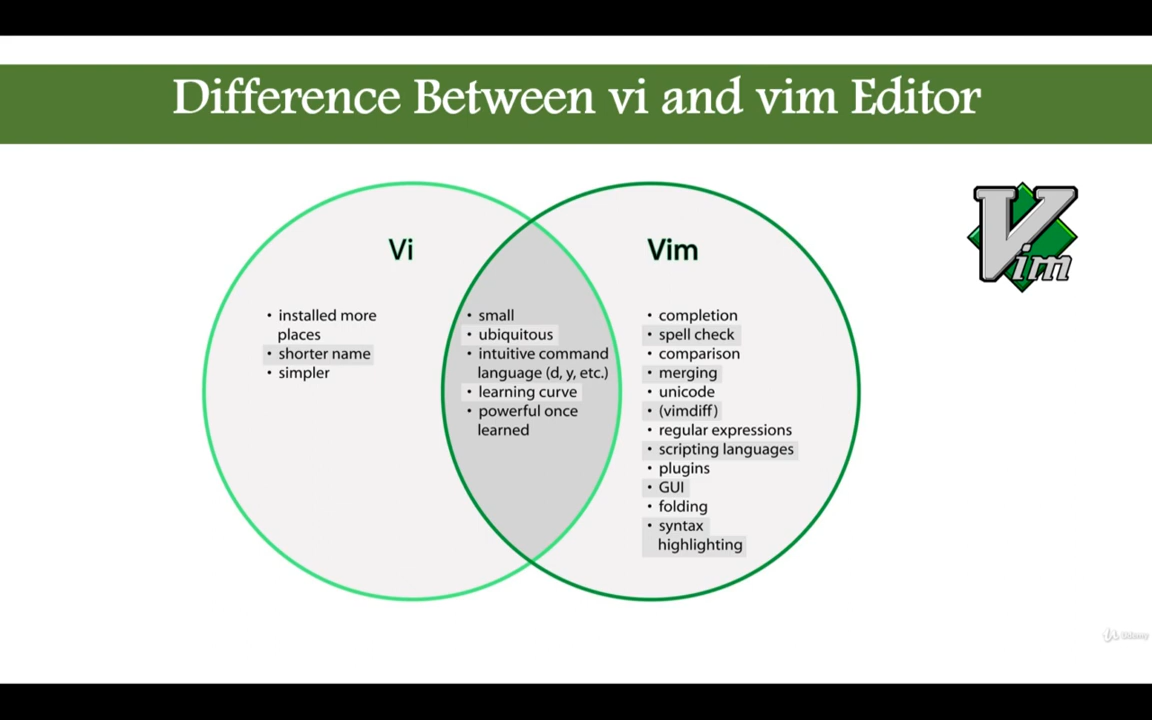 Difference Between vi and vim Editor
Vi
• installed more
places
• shorter name
• simpler
• small
• ubiquitous
• intuitive command
language (d, y, etc.)
• learning curve
• powerful once
learned
Vim
• completion
• spell check
• comparison
• merging
• unicode
• (vimdiff)
• regular expressions
• scripting languages
• plugins
• GUI
• folding
• syntax
highlighting
Vim
Udemy